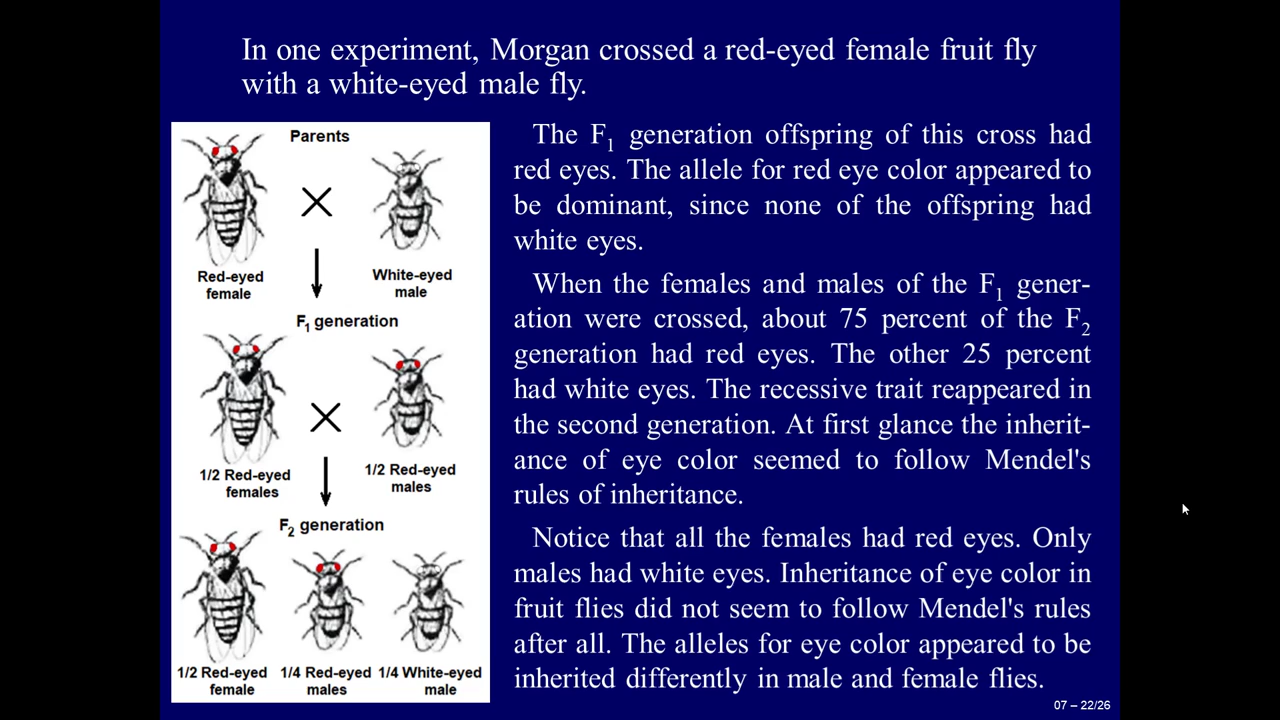 In one experiment, Morgan crossed a red-eyed female fruit fly
with a white-eyed male fly.
Parents
Red-eyed
female
White-eyed
male
F1 generation
1/2 Red-eyed
females
1/2 Red-eyed
males
F2 generation
1/2 Red-eyed
female
1/4 Red-eyed
males
1/4 White-eyed
male
The F1 generation offspring of this cross had
red eyes. The allele for red eye color appeared to
be dominant, since none of the offspring had
white eyes.
When the females and males of the F1 gener-
ation were crossed, about 75 percent of the F2
generation had red eyes. The other 25 percent
had white eyes. The recessive trait reappeared in
the second generation. At first glance the inherit-
ance of eye color seemed to follow Mendel's
rules of inheritance.
Notice that all the females had red eyes. Only
males had white eyes. Inheritance of eye color in
fruit flies did not seem to follow Mendel's rules
after all. The alleles for eye color appeared to be
inherited differently in male and female flies.
07 – 22/26